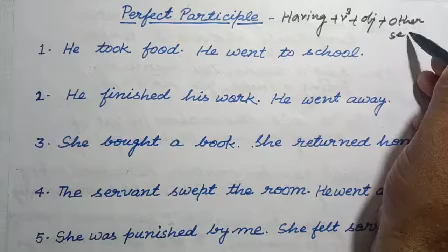 Perfect Participle - Having + v³ + obj + other
se
1. He took food. He went to school.
2. He finished his work. He went away.
3. She bought a book. She returned hom
4. The servant swept the room. He went a
5. She was punished by me. She felt